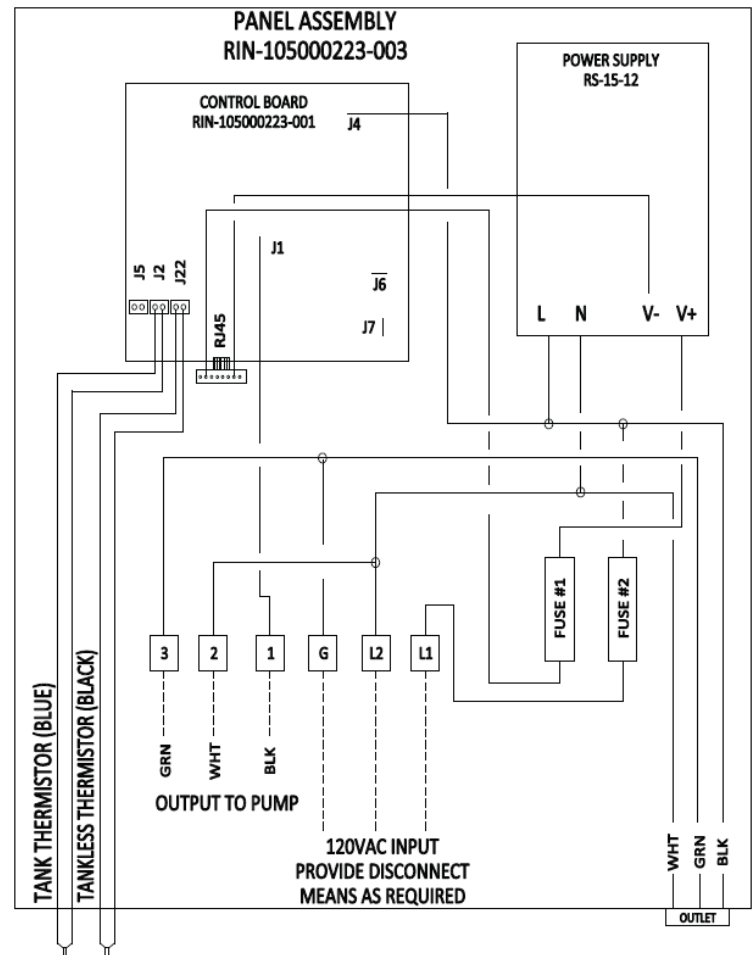 PANEL ASSEMBLY
RIN-105000223-003
CONTROL BOARD
RIN-105000223-001
J4
POWER SUPPLY
RS-15-12
J1
J5
J2
J22
J6
J7
RJ45
L
N
V-
V+
FUSE #1
FUSE #2
3
2
1
G
L2
L1
GRN
WHT
BLK
OUTPUT TO PUMP
120VAC INPUT
PROVIDE DISCONNECT
MEANS AS REQUIRED
TANK THERMISTOR (BLUE)
TANKLESS THERMISTOR (BLACK)
WHT
GRN
BLK
OUTLET